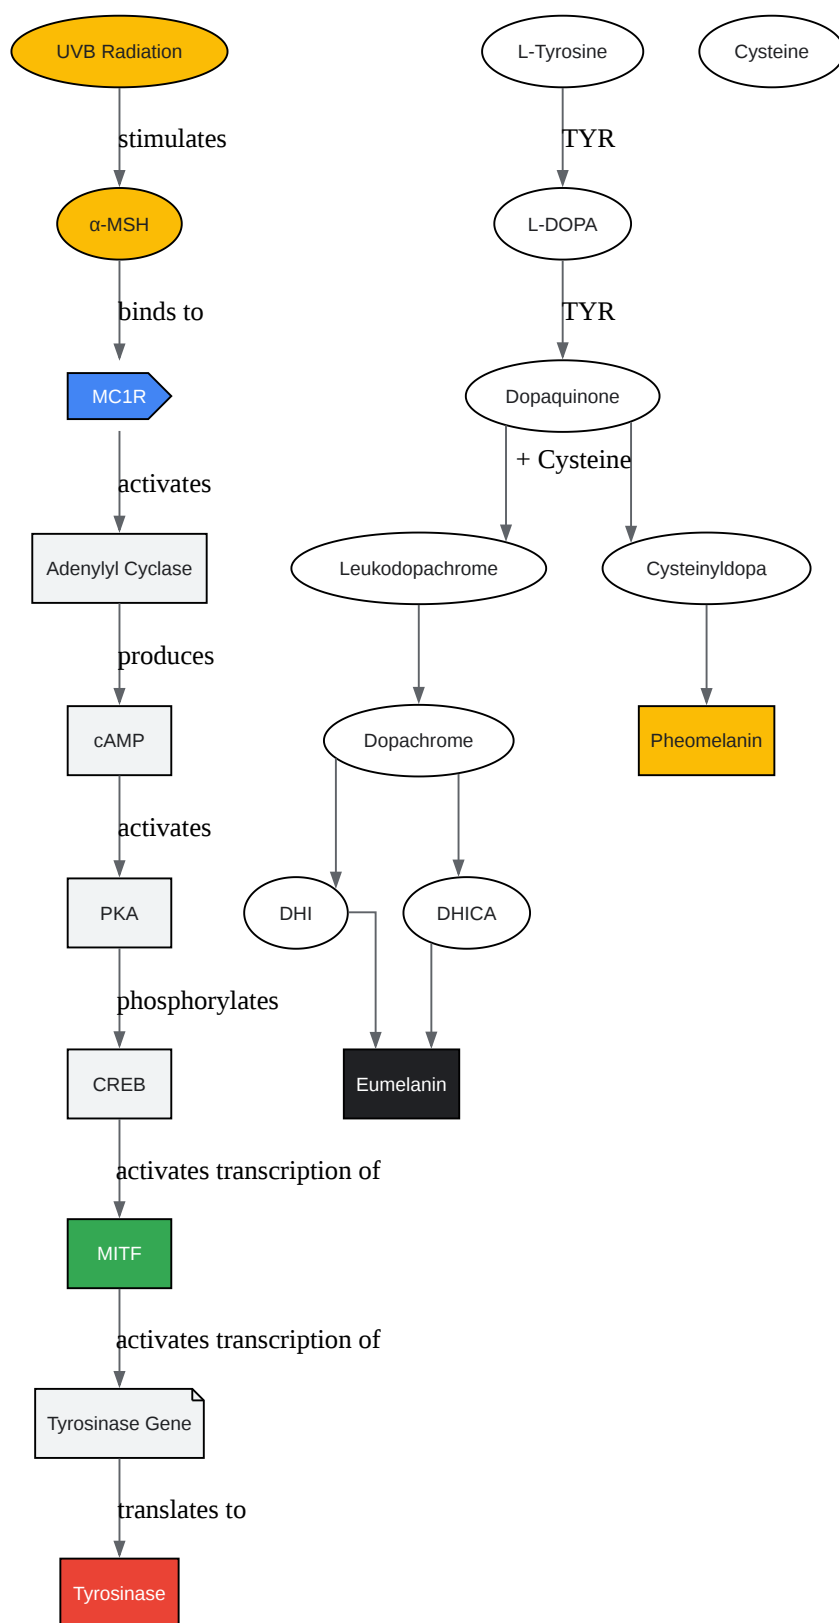 UVB Radiation
stimulates
α-MSH
binds to
MC1R
activates
Adenylyl Cyclase
produces
cAMP
activates
PKA
phosphorylates
CREB
activates transcription of
MITF
activates transcription of
Tyrosinase Gene
translates to
Tyrosinase
L-Tyrosine
TYR
L-DOPA
TYR
Dopaquinone
+ Cysteine
Leukodopachrome
Cysteinyldopa
Dopachrome
Pheomelanin
DHI
DHICA
Eumelanin
Cysteine